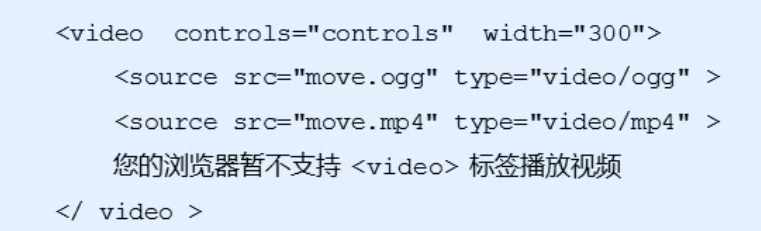 <video  controls="controls"  width="300">
<source src="move.ogg" type="video/ogg" >
<source src="move.mp4" type="video/mp4" >
您的浏览器暂不支持 <video> 标签播放视频
</ video >